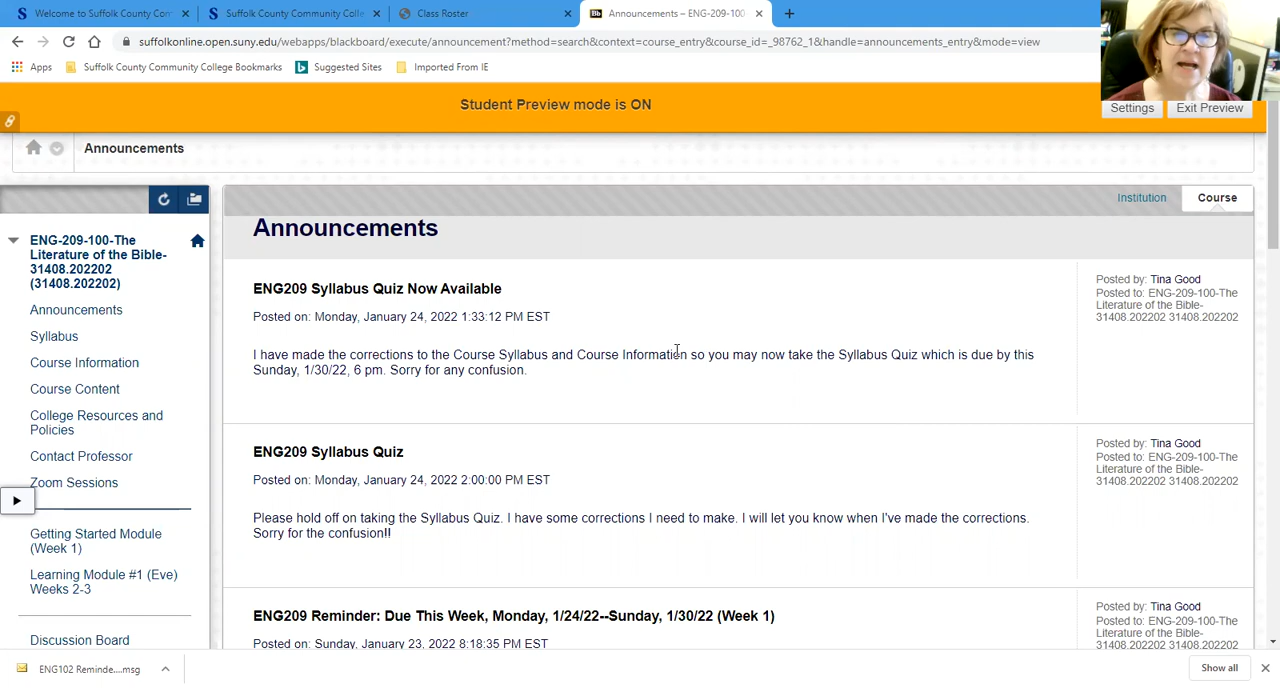 Welcome to Suffolk County Com
Suffolk County Community Colle
Class Roster
Announcements – ENG-209-100
suffolkonline.open.suny.edu/webapps/blackboard/execute/announcement?method=search&context=course_entry&course_id=_98762_1&handle=announcements_entry&mode=view
Apps
Suffolk County Community College Bookmarks
Suggested Sites
Imported From IE
Student Preview mode is ON
Settings
Exit Preview
Announcements
Institution
Course
ENG-209-100-The
Literature of the Bible-
31408.202202
(31408.202202)
Announcements
Syllabus
Course Information
Course Content
College Resources and
Policies
Contact Professor
Zoom Sessions
Getting Started Module
(Week 1)
Learning Module #1 (Eve)
Weeks 2-3
Discussion Board
Announcements
ENG209 Syllabus Quiz Now Available
Posted on: Monday, January 24, 2022 1:33:12 PM EST
I have made the corrections to the Course Syllabus and Course Information so you may now take the Syllabus Quiz which is due by this
Sunday, 1/30/22, 6 pm. Sorry for any confusion.
Posted by: Tina Good
Posted to: ENG-209-100-The
Literature of the Bible-
31408.202202 31408.202202
ENG209 Syllabus Quiz
Posted on: Monday, January 24, 2022 2:00:00 PM EST
Please hold off on taking the Syllabus Quiz. I have some corrections I need to make. I will let you know when I've made the corrections.
Sorry for the confusion!!
Posted by: Tina Good
Posted to: ENG-209-100-The
Literature of the Bible-
31408.202202 31408.202202
ENG209 Reminder: Due This Week, Monday, 1/24/22--Sunday, 1/30/22 (Week 1)
Posted on: Sunday, January 23, 2022 8:18:35 PM EST
Posted by: Tina Good
Posted to: ENG-209-100-The
Literature of the Bible-
31408.202202 31408.202202
ENG102 Reminde....msg
Show all